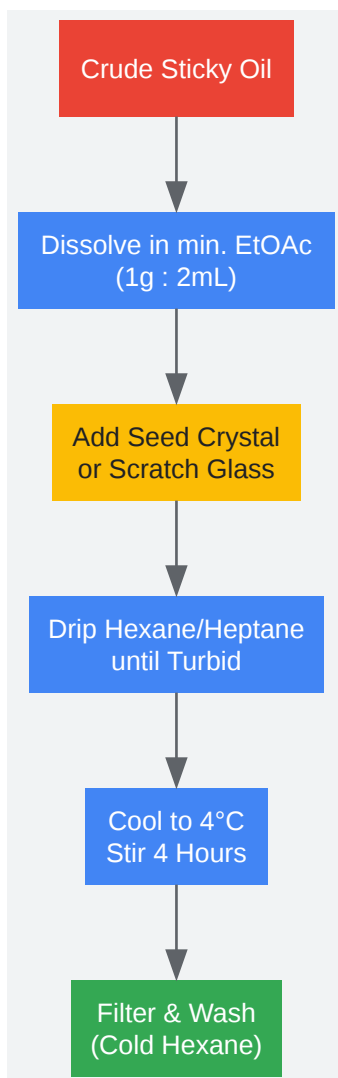 Crude Sticky Oil
Dissolve in min. EtOAc
(1g : 2mL)
Add Seed Crystal
or Scratch Glass
Drip Hexane/Heptane
until Turbid
Cool to 4°C
Stir 4 Hours
Filter & Wash
(Cold Hexane)